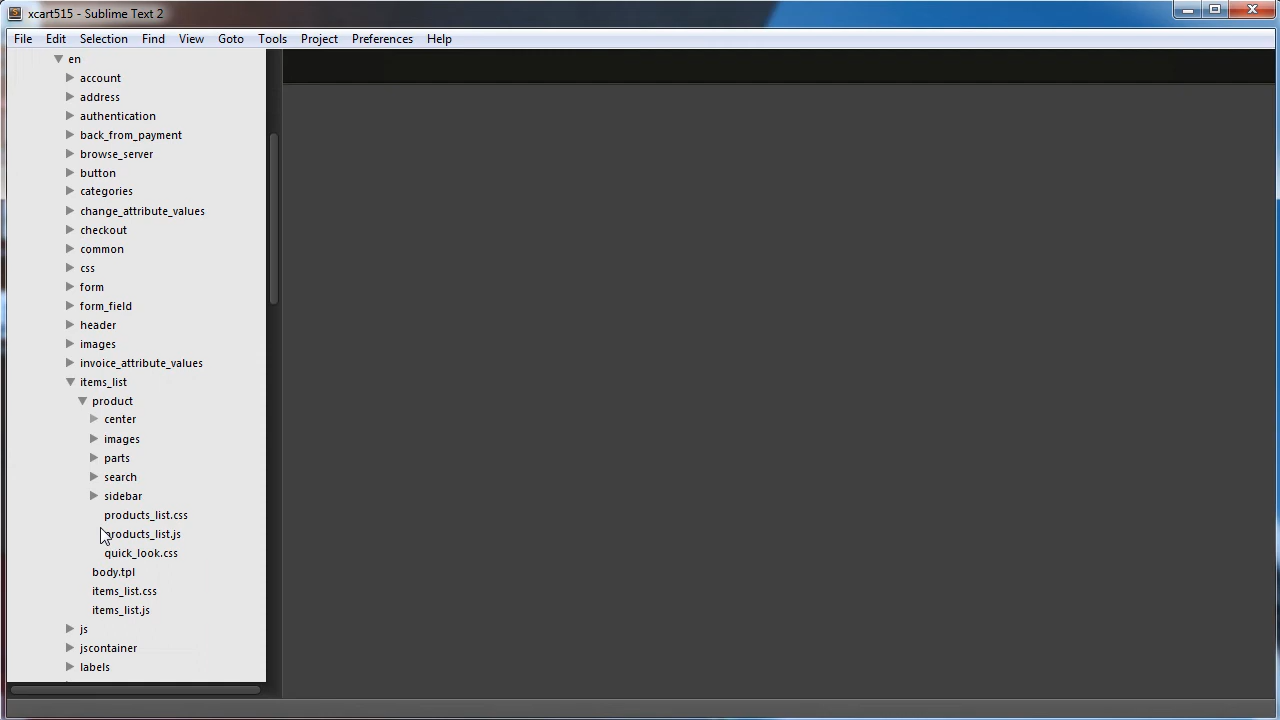 xcart515 - Sublime Text 2
File Edit Selection Find View Goto Tools Project Preferences Help
en
account
address
authentication
back_from_payment
browse_server
button
categories
change_attribute_values
checkout
common
css
form
form_field
header
images
invoice_attribute_values
items_list
product
center
images
parts
search
sidebar
products_list.css
products_list.js
quick_look.css
body.tpl
items_list.css
items_list.js
js
jscontainer
labels